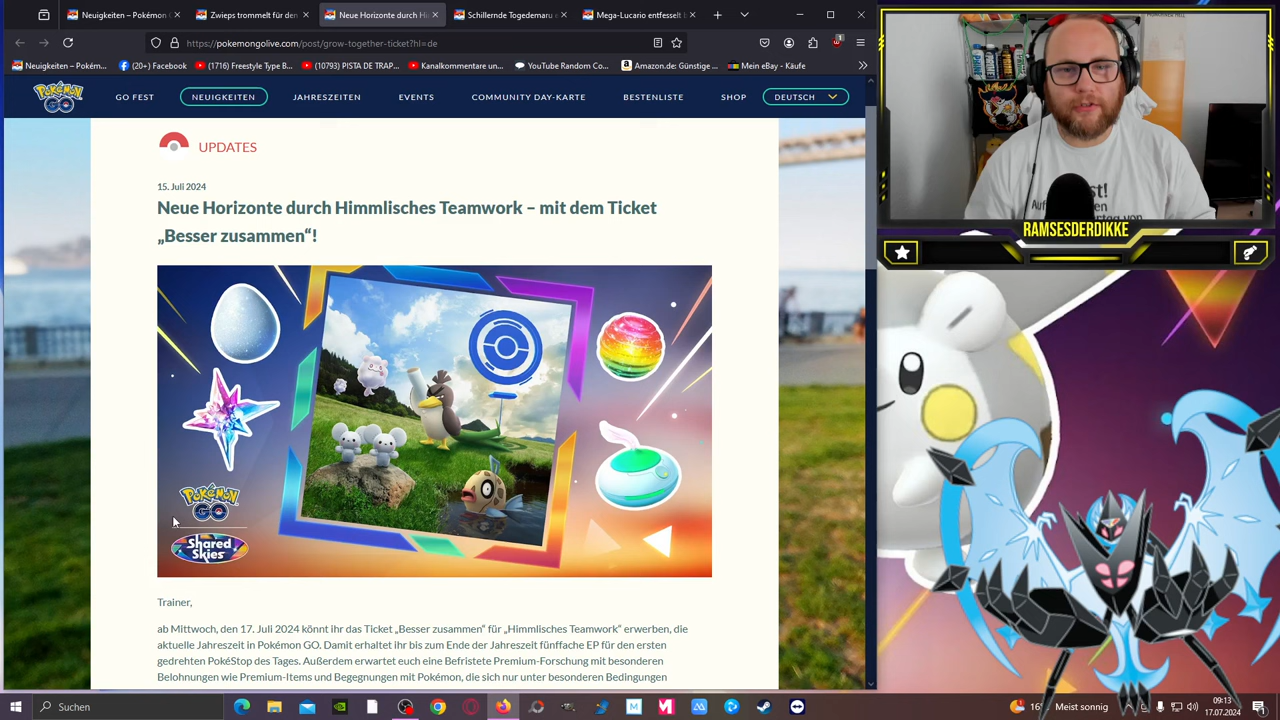 Neuigkeiten – Pokémon
Zwei trommelt für den
Neue Horizonte durch Hi
Schillernde Togedemaru
Mega-Lucario entfesselt
https://pokemongolive.com/post/grow-together-ticket?hl=de
Neuigkeiten – Pokém...
(20+) Facebook
(1716) Freestyle Type B...
(10793) PISTA DE TRAP...
Kanalkommentare un...
YouTube Random Co...
Amazon.de: Günstige ...
Mein eBay - Käufe
Pokémon GO
GO FEST
NEUIGKEITEN
JAHRESZEITEN
EVENTS
COMMUNITY DAY-KARTE
BESTENLISTE
SHOP
DEUTSCH
UPDATES
15. Juli 2024
Neue Horizonte durch Himmlisches Teamwork – mit dem Ticket
„Besser zusammen“!
Pokémon GO
Shared
Skies
Trainer,
ab Mittwoch, den 17. Juli 2024 könnt ihr das Ticket „Besser zusammen“ für „Himmlisches Teamwork“ erwerben, die
aktuelle Jahreszeit in Pokémon GO. Damit erhaltet ihr bis zum Ende der Jahreszeit fünffache EP für den ersten
gedrehten PokéStop des Tages. Außerdem erwartet euch eine Befristete Premium-Forschung mit besonderen
Belohnungen wie Premium-Items und Begegnungen mit Pokémon, die sich nur unter besonderen Bedingungen
RAMSESDERDIKKE
Suchen
16°
Meist sonnig
09:13
17.07.2024